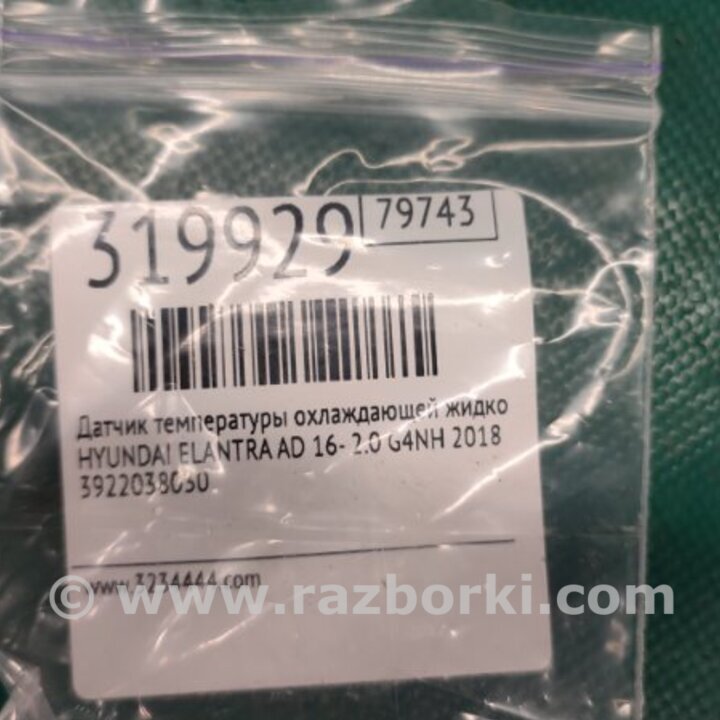 319929 79743
Датчик температуры охлаждающей жидко
HYUNDAI ELANTRA AD 16- 2.0 G4NH 2018
3922038030
www.3234444.com
© www.razborki.com